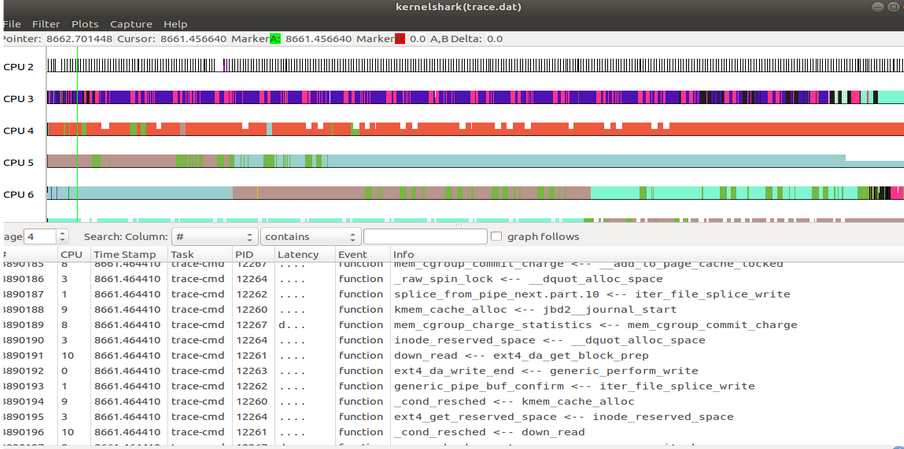 kernelshark(trace.dat)
File Filter Plots Capture Help
Pointer: 8662.701448 Cursor: 8661.456640 Marker A: 8661.456640 Marker B: 0.0 A,B Delta: 0.0
CPU 2
CPU 3
CPU 4
CPU 5
CPU 6
age 4 Search: Column: # contains graph follows
# CPU Time Stamp Task PID Latency Event Info
890185 8 8661.464410 trace-cmd 12267 .... function mem_cgroup_commit_charge <-- __add_to_page_cache_locked
890186 3 8661.464410 trace-cmd 12264 .... function _raw_spin_lock <-- __dquot_alloc_space
890187 1 8661.464410 trace-cmd 12262 .... function splice_from_pipe_next.part.10 <-- iter_file_splice_write
890188 9 8661.464410 trace-cmd 12260 .... function kmem_cache_alloc <-- jbd2__journal_start
890189 8 8661.464410 trace-cmd 12267 d... function mem_cgroup_charge_statistics <-- mem_cgroup_commit_charge
890190 3 8661.464410 trace-cmd 12264 .... function inode_reserved_space <-- __dquot_alloc_space
890191 10 8661.464410 trace-cmd 12261 .... function down_read <-- ext4_da_get_block_prep
890192 0 8661.464410 trace-cmd 12263 .... function ext4_da_write_end <-- generic_perform_write
890193 1 8661.464410 trace-cmd 12262 .... function generic_pipe_buf_confirm <-- iter_file_splice_write
890194 9 8661.464410 trace-cmd 12260 .... function _cond_resched <-- kmem_cache_alloc
890195 3 8661.464410 trace-cmd 12264 .... function ext4_get_reserved_space <-- inode_reserved_space
890196 10 8661.464410 trace-cmd 12261 .... function _cond_resched <-- down_read